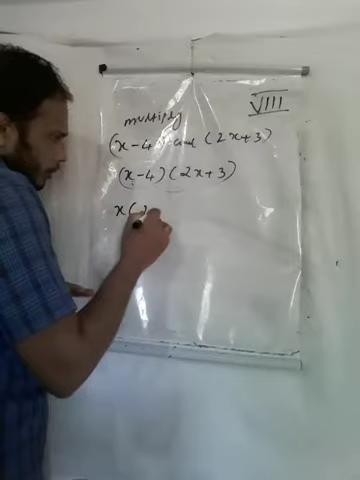 VIII
multiply
(x-4) and (2x+3)
(x-4)(2x+3)
x(